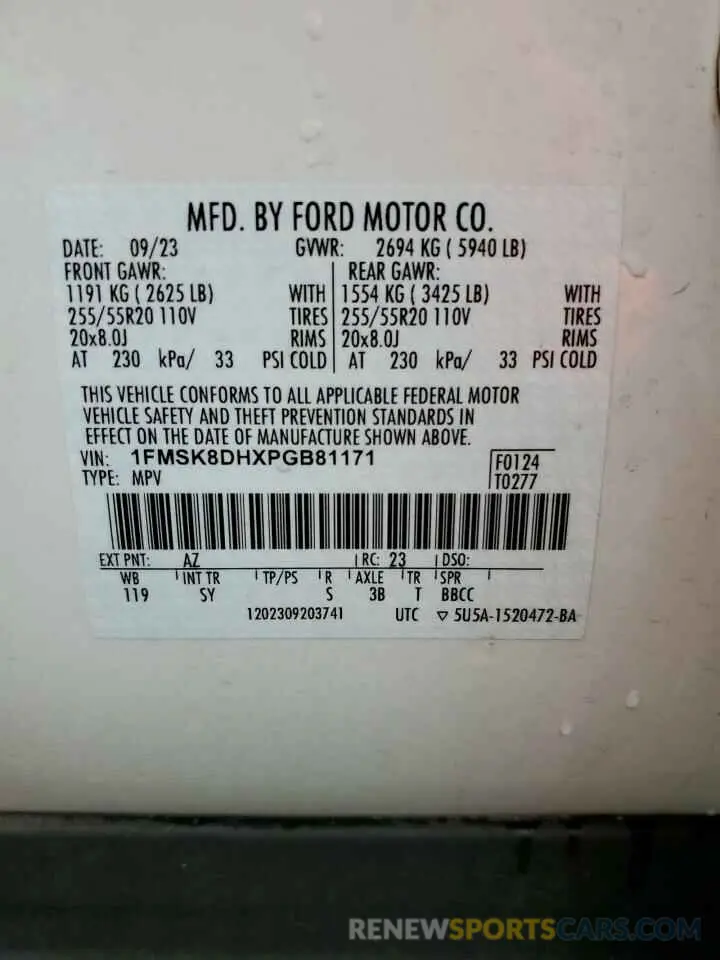 MFD. BY FORD MOTOR CO.
DATE: 09/23 GVWR: 2694 KG ( 5940 LB)
FRONT GAWR: REAR GAWR:
1191 KG ( 2625 LB) WITH 1554 KG ( 3425 LB) WITH
255/55R20 110V TIRES 255/55R20 110V TIRES
20x8.0J RIMS 20x8.0J RIMS
AT 230 kPa/ 33 PSI COLD AT 230 kPa/ 33 PSI COLD
THIS VEHICLE CONFORMS TO ALL APPLICABLE FEDERAL MOTOR
VEHICLE SAFETY AND THEFT PREVENTION STANDARDS IN
EFFECT ON THE DATE OF MANUFACTURE SHOWN ABOVE.
VIN: 1FMSK8DHXPGB81171 F0124
TYPE: MPV T0277
EXT PNT: AZ RC: 23 DSO:
WB INT TR TP/PS R AXLE TR SPR
119 SY S 3B T BBCC
1202309203741 UTC ▽ 5U5A-1520472-BA
RENEWSPORTSCARS.COM